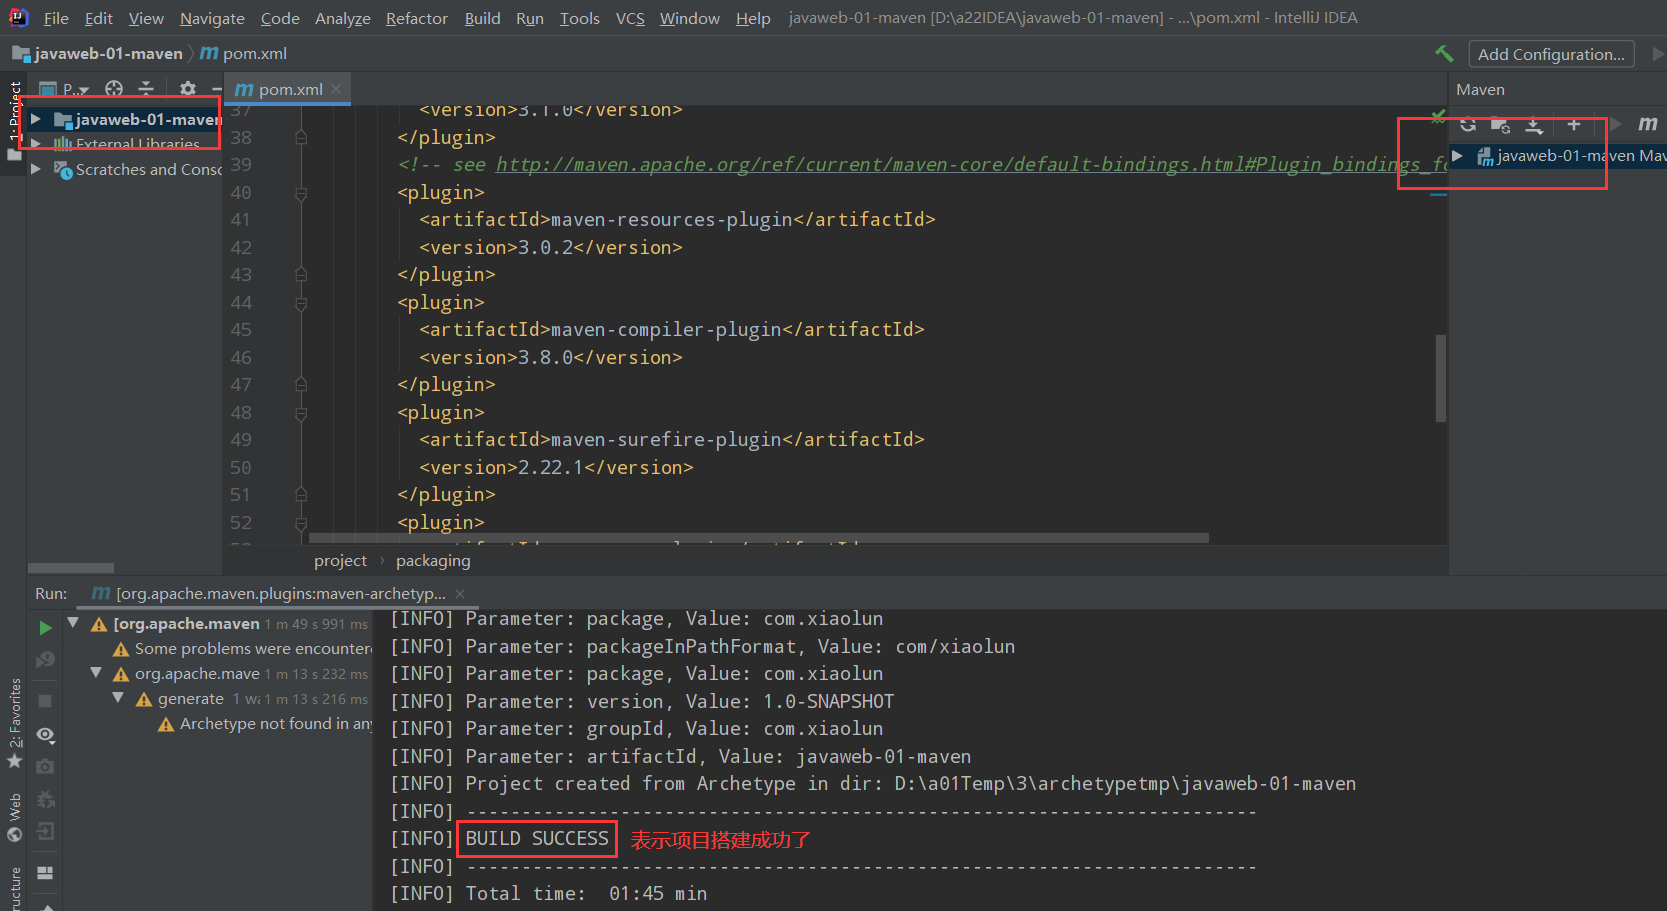 File Edit View Navigate Code Analyze Refactor Build Run Tools VCS Window Help javaweb-01-maven [D:\a22IDEA\javaweb-01-maven] - ...\pom.xml - IntelliJ IDEA
javaweb-01-maven pom.xml Add Configuration...
P.. pom.xml Maven
1: Project
javaweb-01-maven
External Libraries
Scratches and Conso
javaweb-01-maven Mav
37 <version>3.1.0</version>
38 </plugin>
39 <!-- see http://maven.apache.org/ref/current/maven-core/default-bindings.html#Plugin_bindings_fo
40 <plugin>
41 <artifactId>maven-resources-plugin</artifactId>
42 <version>3.0.2</version>
43 </plugin>
44 <plugin>
45 <artifactId>maven-compiler-plugin</artifactId>
46 <version>3.8.0</version>
47 </plugin>
48 <plugin>
49 <artifactId>maven-surefire-plugin</artifactId>
50 <version>2.22.1</version>
51 </plugin>
52 <plugin>
project › packaging
Run: [org.apache.maven.plugins:maven-archetyp...
[org.apache.maven 1 m 49 s 991 ms
Some problems were encounter
org.apache.mave 1 m 13 s 232 ms
generate 1 wa 1 m 13 s 216 ms
Archetype not found in any
2: Favorites
Web
ructure
[INFO] Parameter: package, Value: com.xiaolun
[INFO] Parameter: packageInPathFormat, Value: com/xiaolun
[INFO] Parameter: package, Value: com.xiaolun
[INFO] Parameter: version, Value: 1.0-SNAPSHOT
[INFO] Parameter: groupId, Value: com.xiaolun
[INFO] Parameter: artifactId, Value: javaweb-01-maven
[INFO] Project created from Archetype in dir: D:\a01Temp\3\archetypetmp\javaweb-01-maven
[INFO] ------------------------------------------------------------------------
[INFO] BUILD SUCCESS 表示项目搭建成功了
[INFO] ------------------------------------------------------------------------
[INFO] Total time:  01:45 min